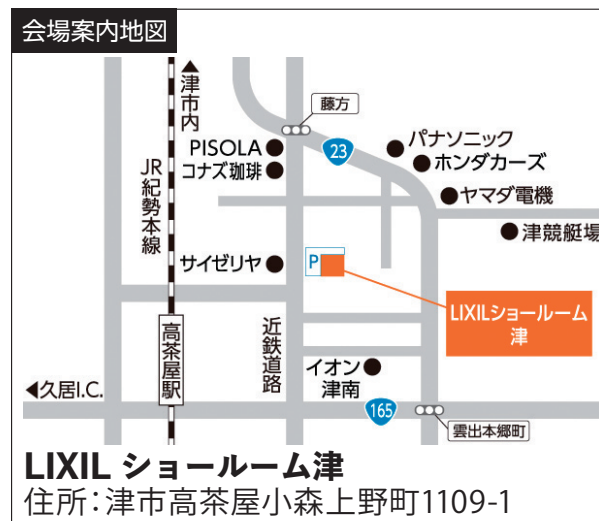 会場案内地図
▲津市内
藤方
23
PISOLA
コナズ珈琲
パナソニック
ホンダカーズ
ヤマダ電機
津競艇場
JR紀勢本線
サイゼリヤ
P
LIXILショールーム
津
高茶屋駅
近鉄道路
イオン
津南
◀久居I.C.
165
雲出本郷町
LIXIL ショールーム津
住所：津市高茶屋小森上野町1109-1